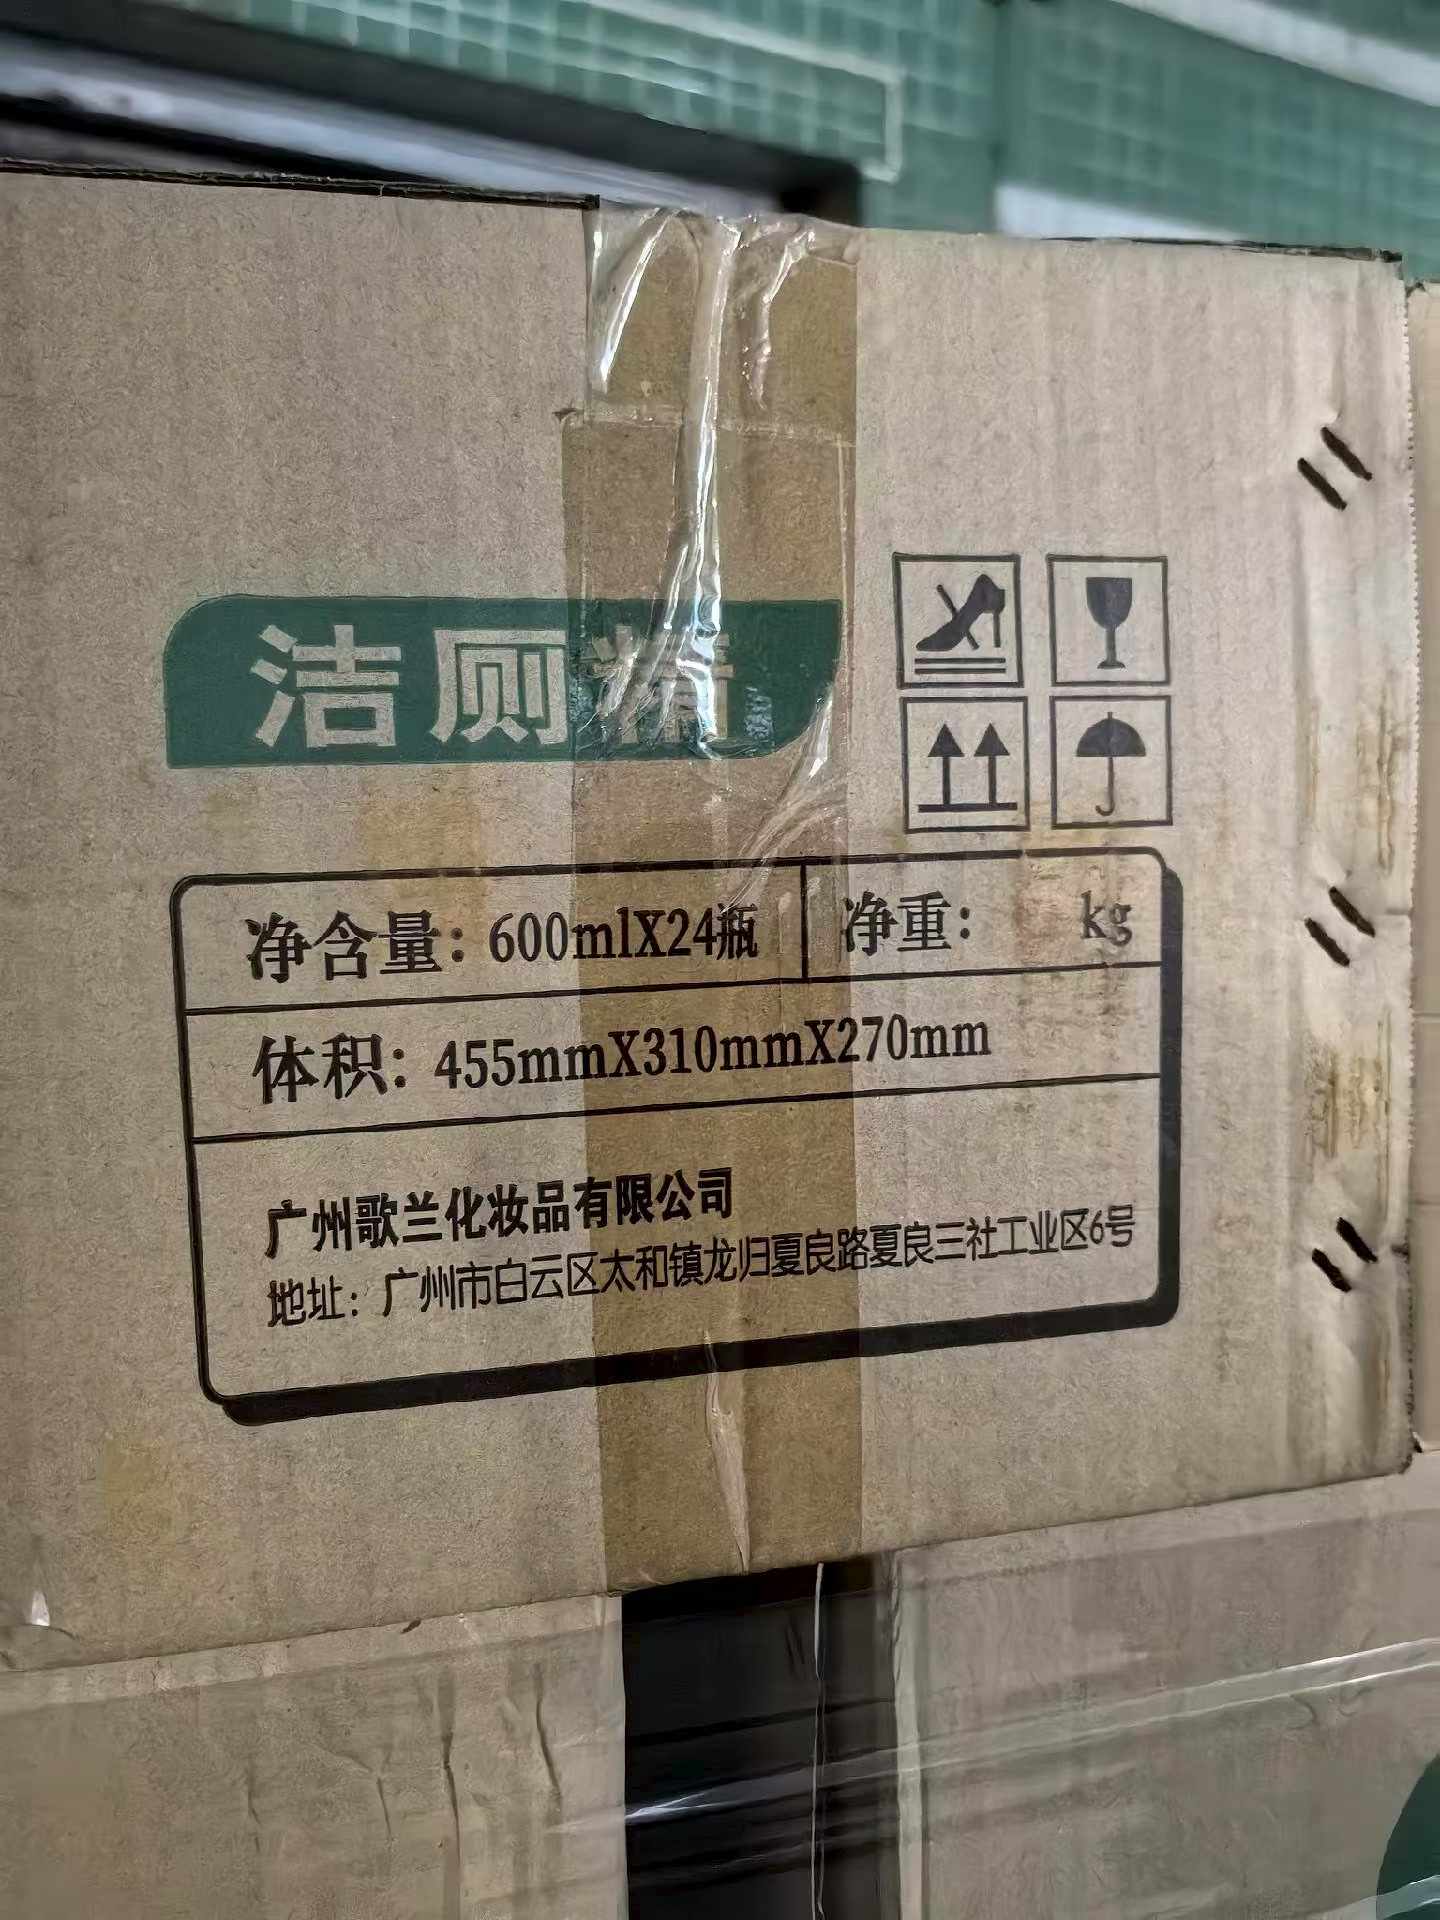 洁厕精
净含量：600mlX24瓶 净重： kg
体积：455mmX310mmX270mm
广州歌兰化妆品有限公司
地址：广州市白云区太和镇龙归夏良路夏良三社工业区6号